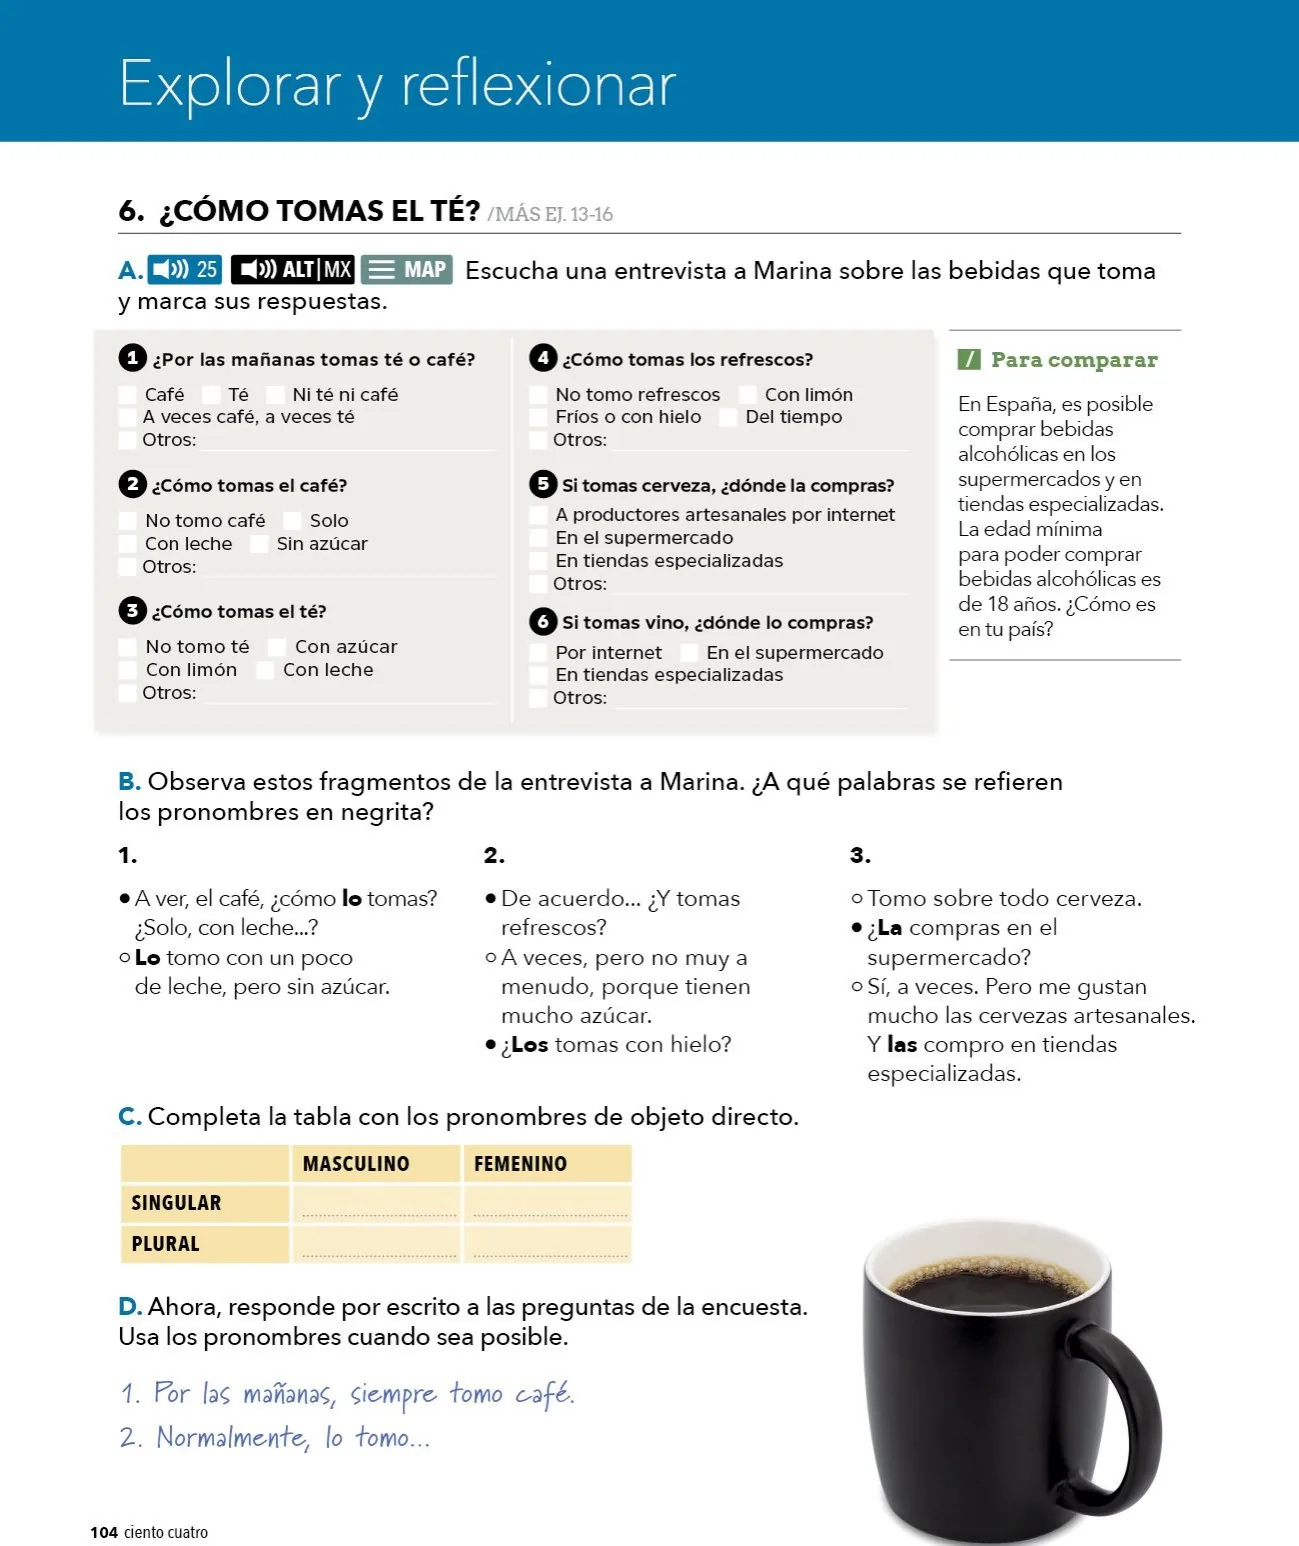 Explorar y reflexionar
6. ¿CÓMO TOMAS EL TÉ? /MÁS EJ. 13-16
A. 25 ALT|MX MAP Escucha una entrevista a Marina sobre las bebidas que toma
y marca sus respuestas.
1 ¿Por las mañanas tomas té o café?
Café Té Ni té ni café
A veces café, a veces té
Otros:
2 ¿Cómo tomas el café?
No tomo café Solo
Con leche Sin azúcar
Otros:
3 ¿Cómo tomas el té?
No tomo té Con azúcar
Con limón Con leche
Otros:
4 ¿Cómo tomas los refrescos?
No tomo refrescos Con limón
Fríos o con hielo Del tiempo
Otros:
5 Si tomas cerveza, ¿dónde la compras?
A productores artesanales por internet
En el supermercado
En tiendas especializadas
Otros:
6 Si tomas vino, ¿dónde lo compras?
Por internet En el supermercado
En tiendas especializadas
Otros:
/ Para comparar
En España, es posible
comprar bebidas
alcohólicas en los
supermercados y en
tiendas especializadas.
La edad mínima
para poder comprar
bebidas alcohólicas es
de 18 años. ¿Cómo es
en tu país?
B. Observa estos fragmentos de la entrevista a Marina. ¿A qué palabras se refieren
los pronombres en negrita?
1.
• A ver, el café, ¿cómo lo tomas?
¿Solo, con leche...?
○ Lo tomo con un poco
de leche, pero sin azúcar.
2.
• De acuerdo... ¿Y tomas
refrescos?
○ A veces, pero no muy a
menudo, porque tienen
mucho azúcar.
• ¿Los tomas con hielo?
3.
○ Tomo sobre todo cerveza.
• ¿La compras en el
supermercado?
○ Sí, a veces. Pero me gustan
mucho las cervezas artesanales.
Y las compro en tiendas
especializadas.
C. Completa la tabla con los pronombres de objeto directo.
MASCULINO FEMENINO
SINGULAR
PLURAL
D. Ahora, responde por escrito a las preguntas de la encuesta.
Usa los pronombres cuando sea posible.
1. Por las mañanas, siempre tomo café.
2. Normalmente, lo tomo...
104 ciento cuatro